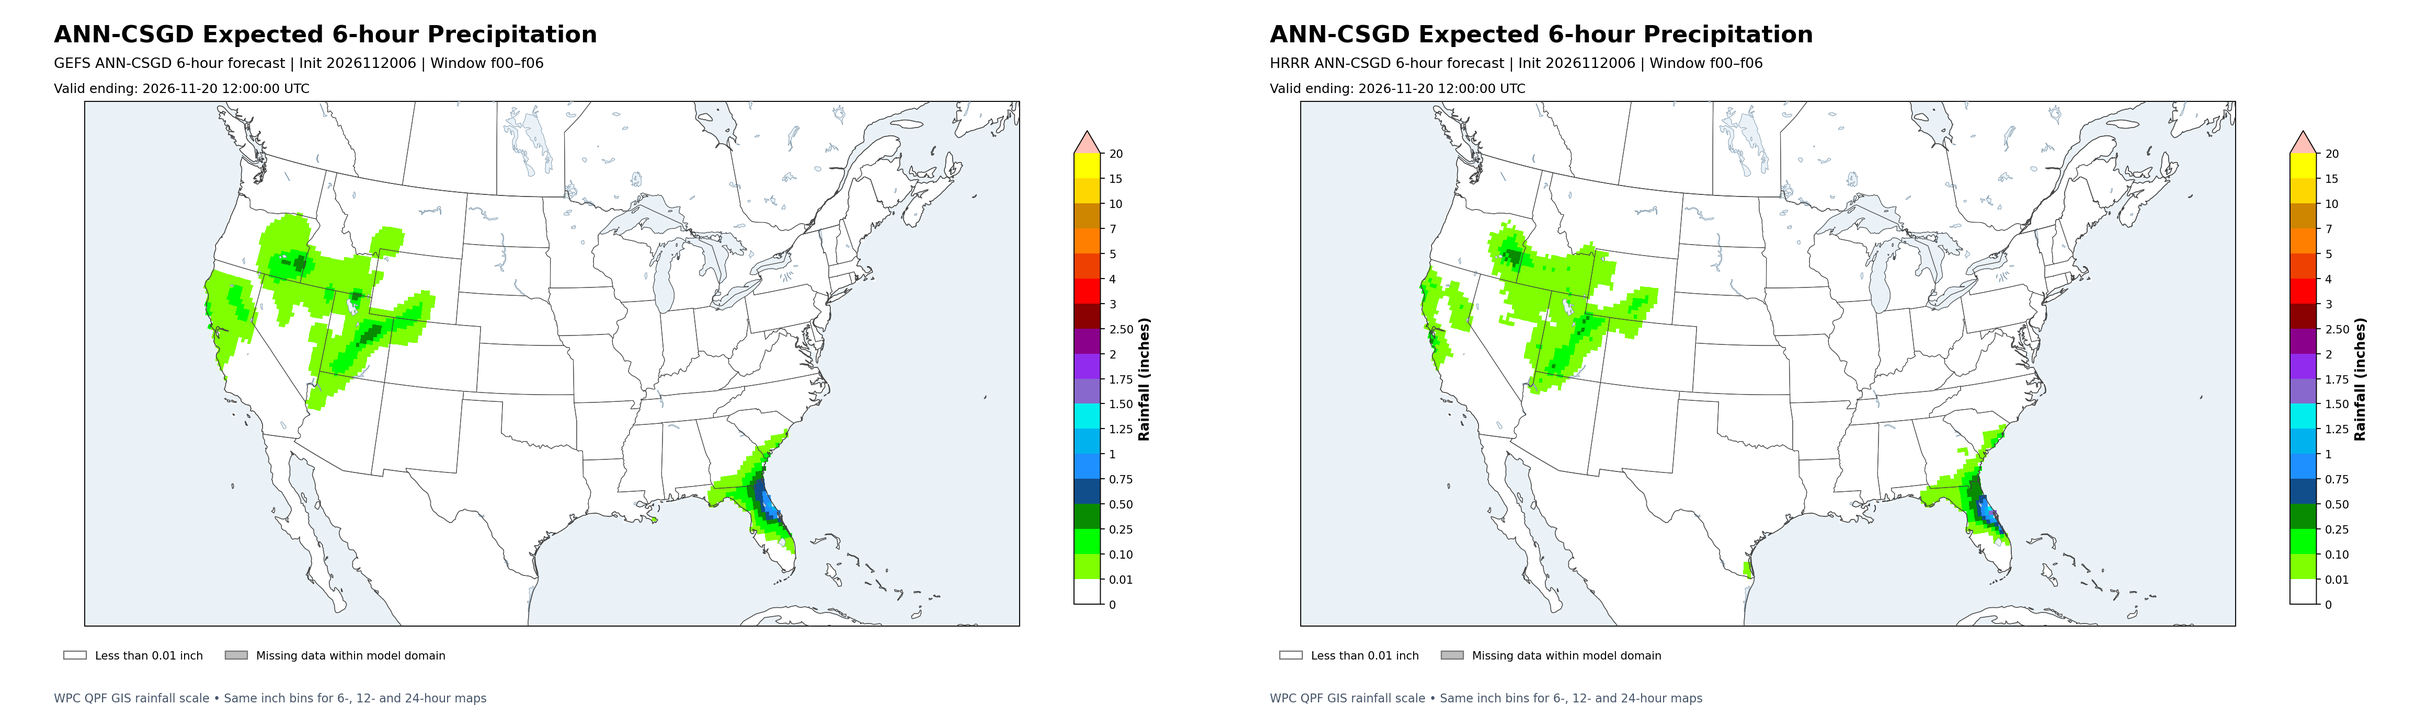 ANN-CSGD Expected 6-hour Precipitation
GEFS ANN-CSGD 6-hour forecast | Init 2026112006 | Window f00–f06
Valid ending: 2026-11-20 12:00:00 UTC
20
15
10
7
5
4
3
2.50
2
1.75
1.50
1.25
1
0.75
0.50
0.25
0.10
0.01
0
Rainfall (inches)
Less than 0.01 inch
Missing data within model domain
WPC QPF GIS rainfall scale • Same inch bins for 6-, 12- and 24-hour maps
ANN-CSGD Expected 6-hour Precipitation
HRRR ANN-CSGD 6-hour forecast | Init 2026112006 | Window f00–f06
Valid ending: 2026-11-20 12:00:00 UTC
20
15
10
7
5
4
3
2.50
2
1.75
1.50
1.25
1
0.75
0.50
0.25
0.10
0.01
0
Rainfall (inches)
Less than 0.01 inch
Missing data within model domain
WPC QPF GIS rainfall scale • Same inch bins for 6-, 12- and 24-hour maps